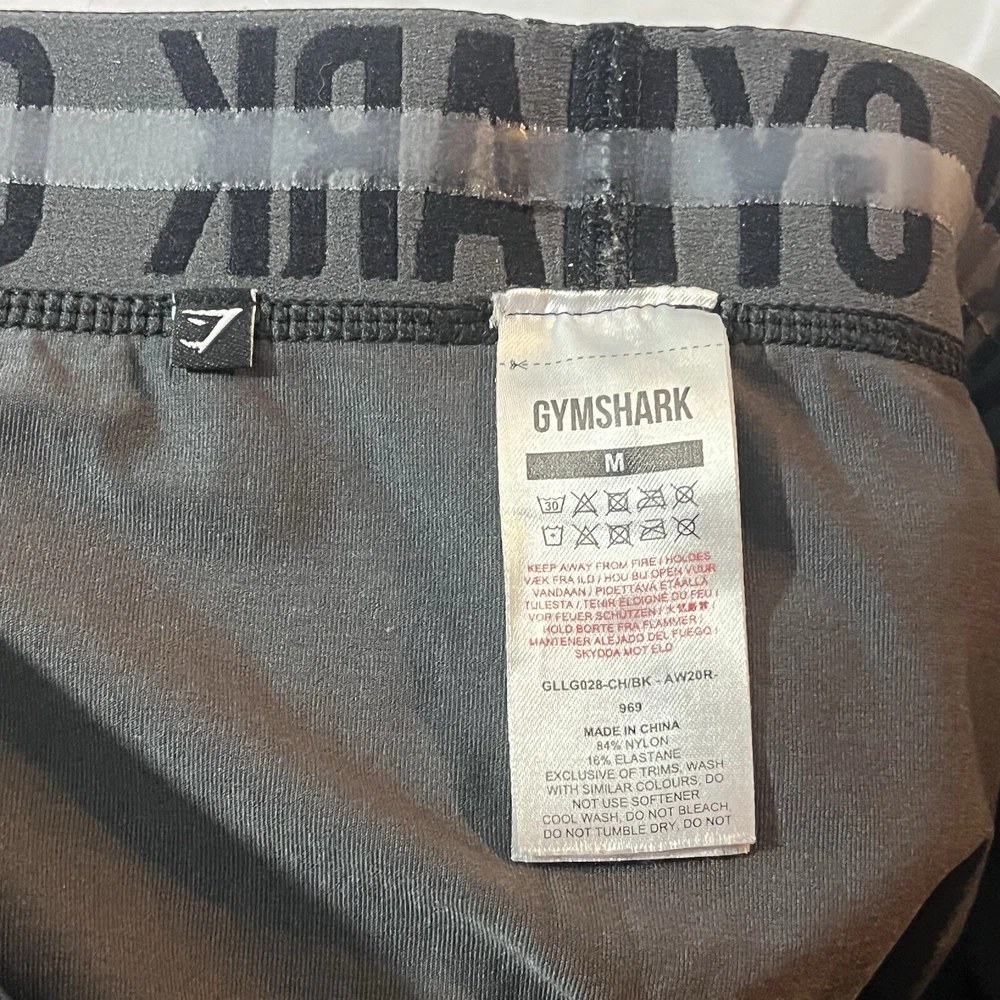 KRAMYG
GYMSHARK
M
30
KEEP AWAY FROM FIRE / HOLDES
VÆK FRA ILD / HOU BIJ OPEN VUUR
VANDAAN / PIDETTÄVÄ ETÄÄLLÄ
TULESTA / TENIR ÉLOIGNÉ DU FEU /
VOR FEUER SCHÜTZEN /
HOLD BORTE FRA FLAMMER /
MANTENER ALEJADO DEL FUEGO /
SKYDDA MOT ELD
GLLG028-CH/BK - AW20R-
969
MADE IN CHINA
84% NYLON
16% ELASTANE
EXCLUSIVE OF TRIMS, WASH
WITH SIMILAR COLOURS, DO
NOT USE SOFTENER
COOL WASH, DO NOT BLEACH,
DO NOT TUMBLE DRY, DO NOT